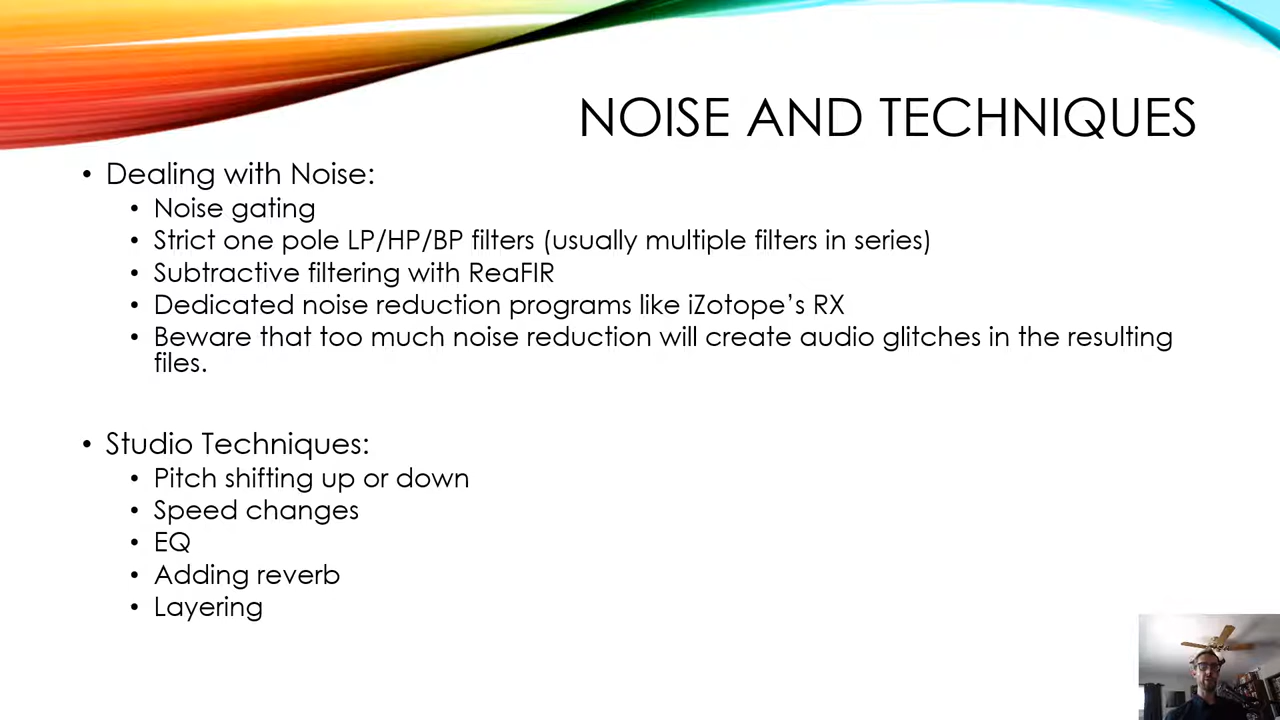 NOISE AND TECHNIQUES
• Dealing with Noise:
• Noise gating
• Strict one pole LP/HP/BP filters (usually multiple filters in series)
• Subtractive filtering with ReaFIR
• Dedicated noise reduction programs like iZotope’s RX
• Beware that too much noise reduction will create audio glitches in the resulting
files.
• Studio Techniques:
• Pitch shifting up or down
• Speed changes
• EQ
• Adding reverb
• Layering